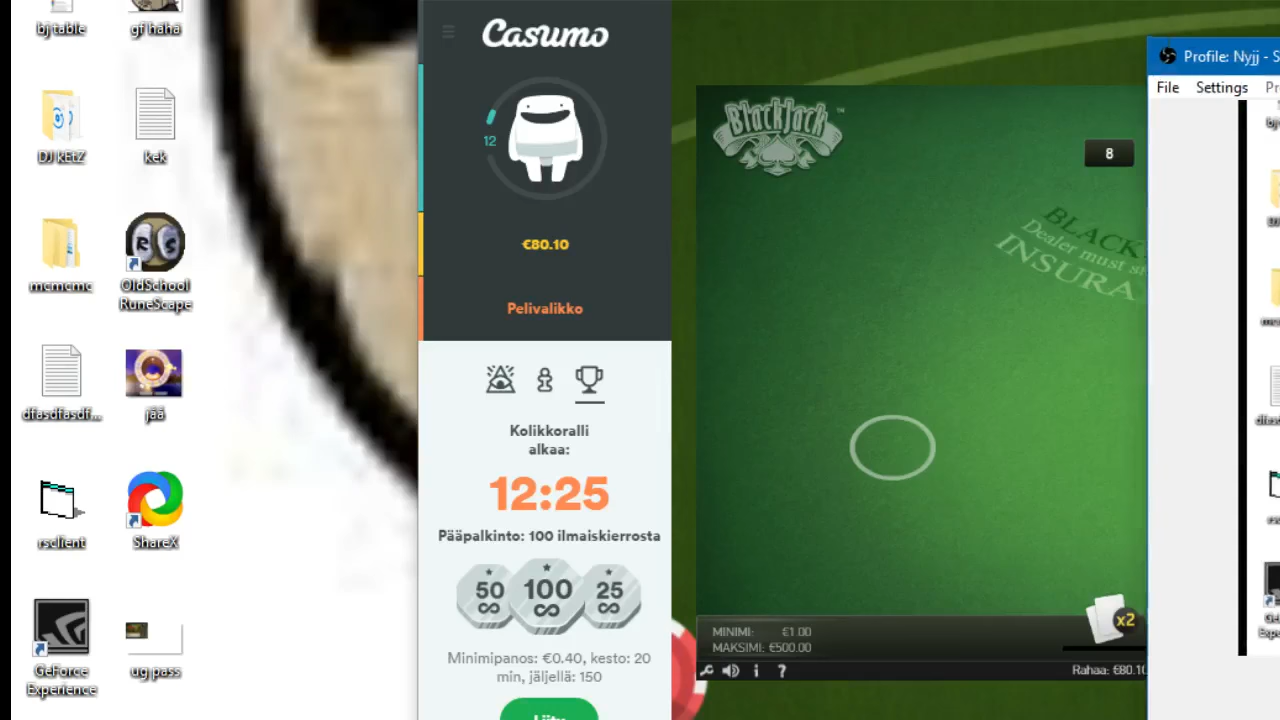 bj table
gf haha
DJ kEtZ
kek
mcmcmc
OldSchool
RuneScape
dfasdfasdf...
jää
rsclient
ShareX
GeForce
Experience
ug pass
Casumo
12
€80.10
Pelivalikko
Kolikkoralli
alkaa:
12:25
Pääpalkinto: 100 ilmaiskierrosta
50
100
25
Minimipanos: €0.40, kesto: 20
min, jäljellä: 150
BlackJack™
8
BLACK
Dealer must s
INSURA
x2
MINIMI: €1.00
MAKSIMI: €500.00
Rahaa: €80.10
Profile: Nyjj - S
File Settings Pr